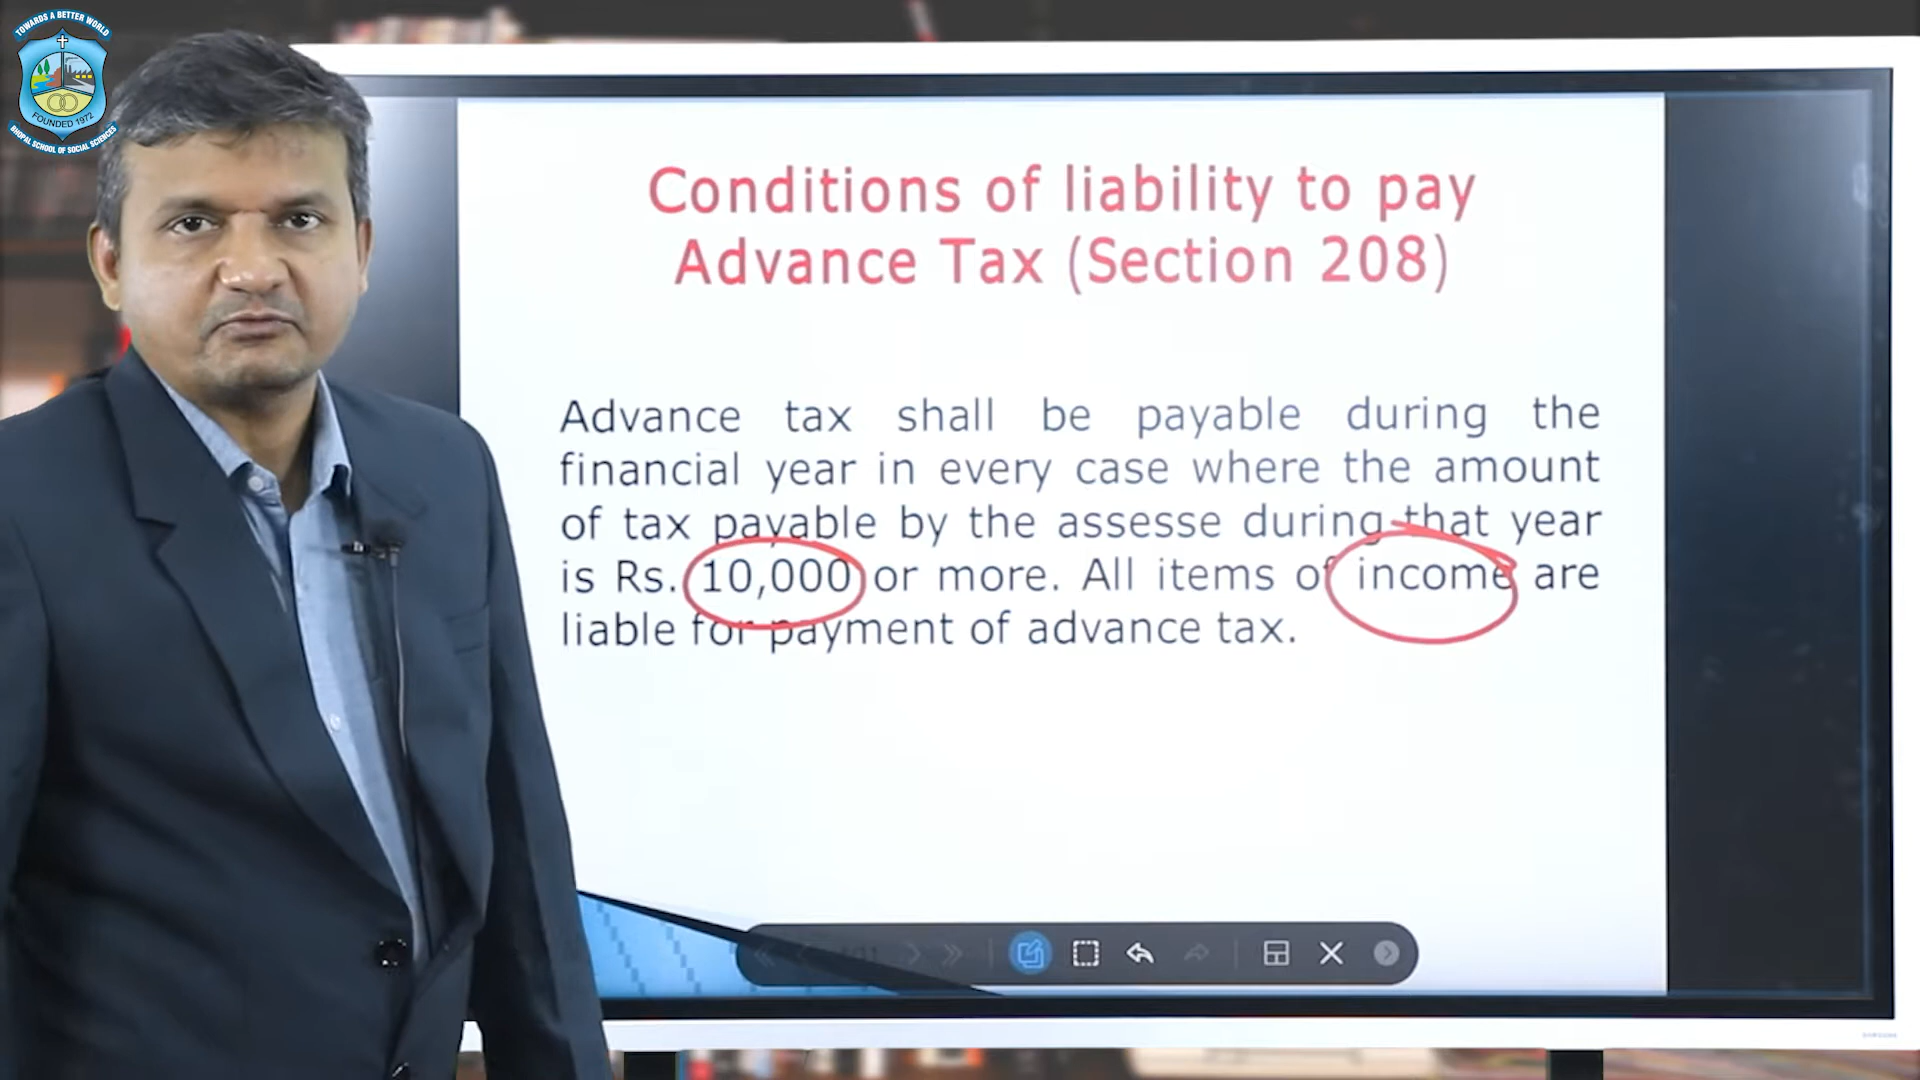 TOWARDS A BETTER WORLD
FOUNDED 1972
BHOPAL SCHOOL OF SOCIAL SCIENCES
Conditions of liability to pay
Advance Tax (Section 208)
Advance tax shall be payable during the
financial year in every case where the amount
of tax payable by the assesse during that year
is Rs. 10,000 or more. All items of income are
liable for payment of advance tax.
SAMSUNG